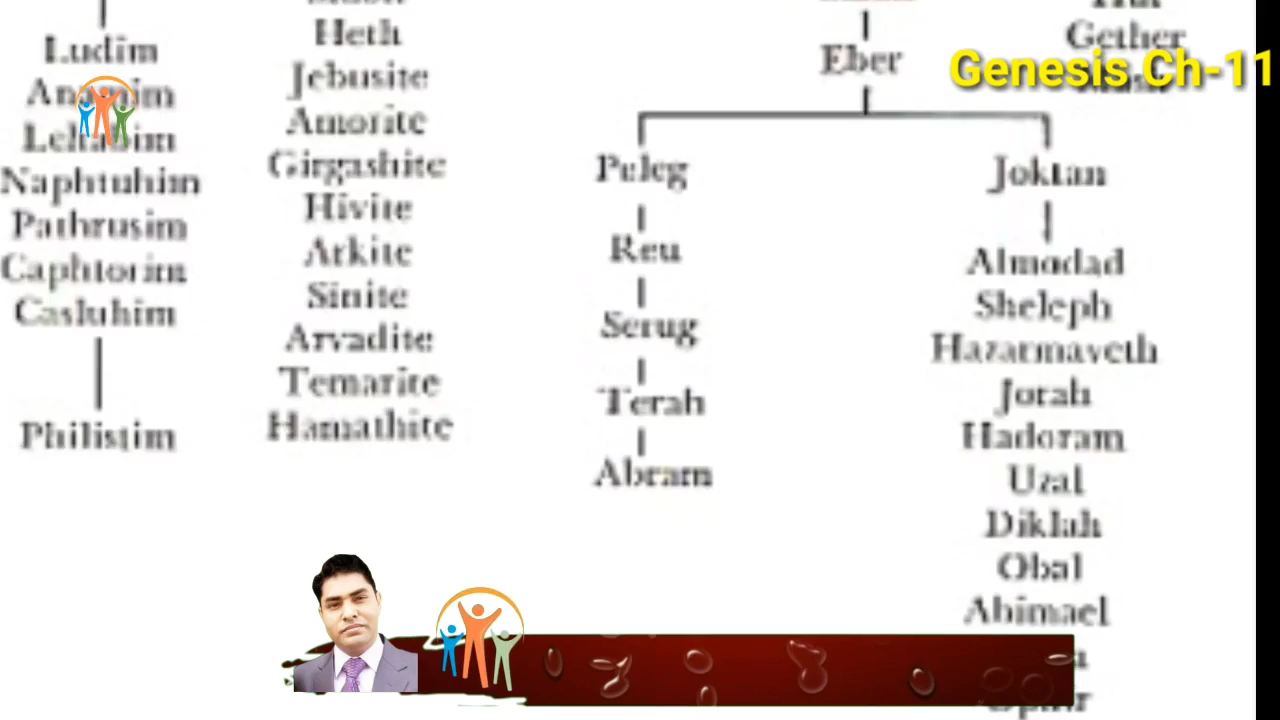 Ludim
Lehabim
Naphtuhim
Pathrusim
Caphtorim
Casluhim
Philistim
Heth
Jebusite
Amorite
Girgashite
Hivite
Arkite
Sinite
Arvadite
Temarite
Hamathite
Eber
Peleg
Reu
Serug
Terah
Abram
Gether
Genesis Ch-11
Joktan
Almodad
Sheleph
Hazarmaveth
Jorah
Hadoram
Uzal
Diklah
Obal
Abimael